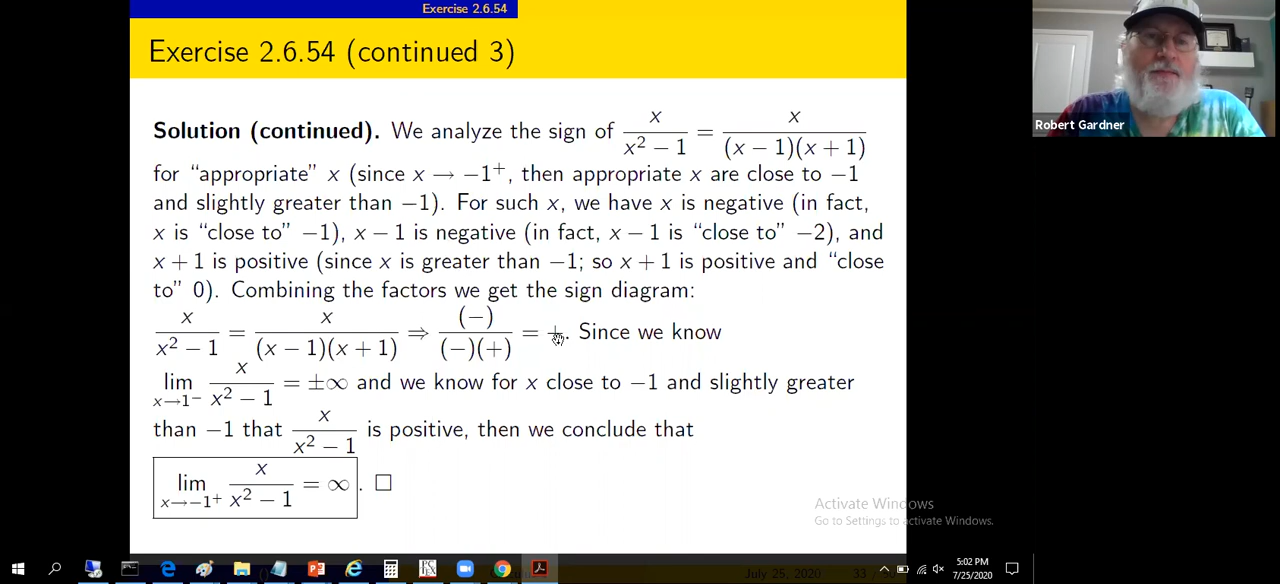 Exercise 2.6.54
Exercise 2.6.54 (continued 3)
Robert Gardner
Solution (continued). We analyze the sign of x/(x² − 1) = x/((x − 1)(x + 1))
for “appropriate” x (since x → −1⁺, then appropriate x are close to −1
and slightly greater than −1). For such x, we have x is negative (in fact,
x is “close to” −1), x − 1 is negative (in fact, x − 1 is “close to” −2), and
x + 1 is positive (since x is greater than −1; so x + 1 is positive and “close
to” 0). Combining the factors we get the sign diagram:
x/(x² − 1) = x/((x − 1)(x + 1)) ⇒ (−)/((−)(+)) = +. Since we know
lim x→1⁻ x/(x² − 1) = ±∞ and we know for x close to −1 and slightly greater
than −1 that x/(x² − 1) is positive, then we conclude that
lim x→−1⁺ x/(x² − 1) = ∞ . □
Activate Windows
Go to Settings to activate Windows.
July 25, 2020
5:02 PM
7/25/2020